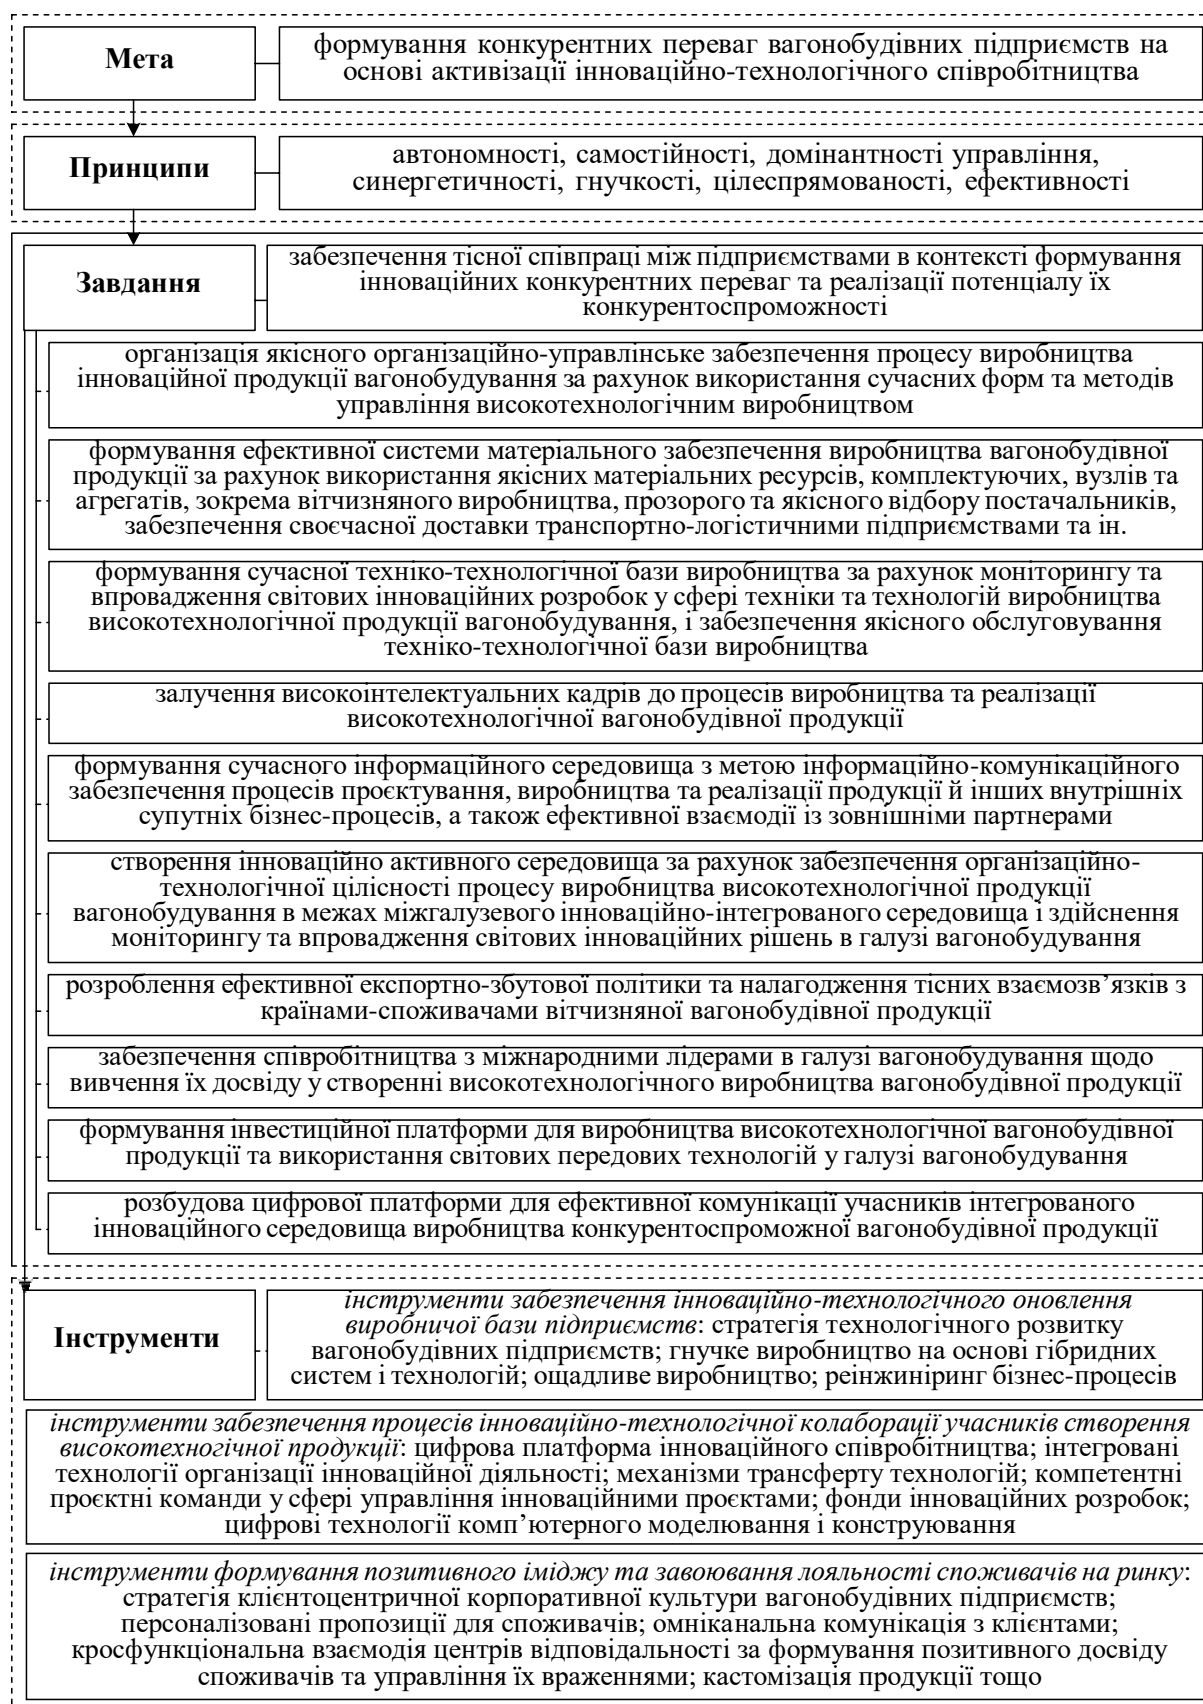 Мета
формування конкурентних переваг вагонобудівних підприємств на
основі активізації інноваційно-технологічного співробітництва
Принципи
автономності, самостійності, домінантності управління,
синергетичності, гнучкості, цілеспрямованості, ефективності
Завдання
забезпечення тісної співпраці між підприємствами в контексті формування
інноваційних конкурентних переваг та реалізації потенціалу їх
конкурентоспроможності
організація якісного організаційно-управлінське забезпечення процесу виробництва
інноваційної продукції вагонобудування за рахунок використання сучасних форм та методів
управління високотехнологічним виробництвом
формування ефективної системи матеріального забезпечення виробництва вагонобудівної
продукції за рахунок використання якісних матеріальних ресурсів, комплектуючих, вузлів та
агрегатів, зокрема вітчизняного виробництва, прозорого та якісного відбору постачальників,
забезпечення своєчасної доставки транспортно-логістичними підприємствами та ін.
формування сучасної техніко-технологічної бази виробництва за рахунок моніторингу та
впровадження світових інноваційних розробок у сфері техніки та технологій виробництва
високотехнологічної продукції вагонобудування, і забезпечення якісного обслуговування
техніко-технологічної бази виробництва
залучення високоінтелектуальних кадрів до процесів виробництва та реалізації
високотехнологічної вагонобудівної продукції
формування сучасного інформаційного середовища з метою інформаційно-комунікаційного
забезпечення процесів проєктування, виробництва та реалізації продукції й інших внутрішніх
супутніх бізнес-процесів, а також ефективної взаємодії із зовнішніми партнерами
створення інноваційно активного середовища за рахунок забезпечення організаційно-
технологічної цілісності процесу виробництва високотехнологічної продукції
вагонобудування в межах міжгалузевого інноваційно-інтегрованого середовища і здійснення
моніторингу та впровадження світових інноваційних рішень в галузі вагонобудування
розроблення ефективної експортно-збутової політики та налагодження тісних взаємозв’язків з
країнами-споживачами вітчизняної вагонобудівної продукції
забезпечення співробітництва з міжнародними лідерами в галузі вагонобудування щодо
вивчення їх досвіду у створенні високотехнологічного виробництва вагонобудівної продукції
формування інвестиційної платформи для виробництва високотехнологічної вагонобудівної
продукції та використання світових передових технологій у галузі вагонобудування
розбудова цифрової платформи для ефективної комунікації учасників інтегрованого
інноваційного середовища виробництва конкурентоспроможної вагонобудівної продукції
Інструменти
інструменти забезпечення інноваційно-технологічного оновлення
виробничої бази підприємств: стратегія технологічного розвитку
вагонобудівних підприємств; гнучке виробництво на основі гібридних
систем і технологій; ощадливе виробництво; реінжиніринг бізнес-процесів
інструменти забезпечення процесів інноваційно-технологічної колаборації учасників створення
високотехногічної продукції: цифрова платформа інноваційного співробітництва; інтегровані
технології організації інноваційної діяльності; механізми трансферту технологій; компетентні
проєктні команди у сфері управління інноваційними проєктами; фонди інноваційних розробок;
цифрові технології комп’ютерного моделювання і конструювання
інструменти формування позитивного іміджу та завоювання лояльності споживачів на ринку:
стратегія клієнтоцентричної корпоративної культури вагонобудівних підприємств;
персоналізовані пропозиції для споживачів; омніканальна комунікація з клієнтами;
кросфункціональна взаємодія центрів відповідальності за формування позитивного досвіду
споживачів та управління їх враженнями; кастомізація продукції тощо